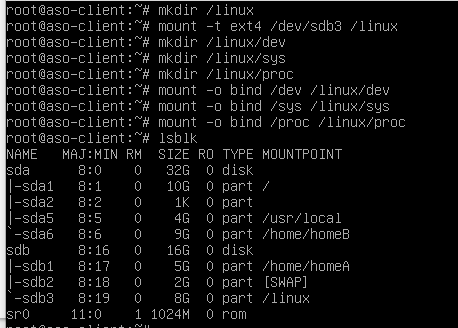 root@aso-client:~# mkdir /linux
root@aso-client:~# mount -t ext4 /dev/sdb3 /linux
root@aso-client:~# mkdir /linux/dev
root@aso-client:~# mkdir /linux/sys
root@aso-client:~# mkdir /linux/proc
root@aso-client:~# mount -o bind /dev /linux/dev
root@aso-client:~# mount -o bind /sys /linux/sys
root@aso-client:~# mount -o bind /proc /linux/proc
root@aso-client:~# lsblk
NAME   MAJ:MIN RM  SIZE RO TYPE MOUNTPOINT
sda      8:0    0   32G  0 disk
|-sda1   8:1    0   10G  0 part /
|-sda2   8:2    0    1K  0 part
|-sda5   8:5    0    4G  0 part /usr/local
`-sda6   8:6    0    9G  0 part /home/homeB
sdb      8:16   0   16G  0 disk
|-sdb1   8:17   0    5G  0 part /home/homeA
|-sdb2   8:18   0    2G  0 part [SWAP]
`-sdb3   8:19   0    8G  0 part /linux
sr0     11:0    1 1024M  0 rom